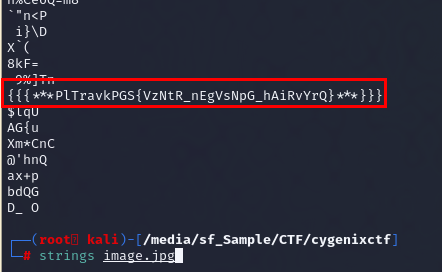 h%CeoQ=m8
`"n<P
i}\D
X`(
8kF=
9%]Tn
{{{***PlTravkPGS{VzNtR_nEgVsNpG_hAiRvYrQ}***}}}
$lqU
AG{u
Xm*CnC
@'hnQ
ax+p
bdQG
D_ O
(root kali)-[/media/sf_Sample/CTF/cygenixctf]
# strings image.jpg